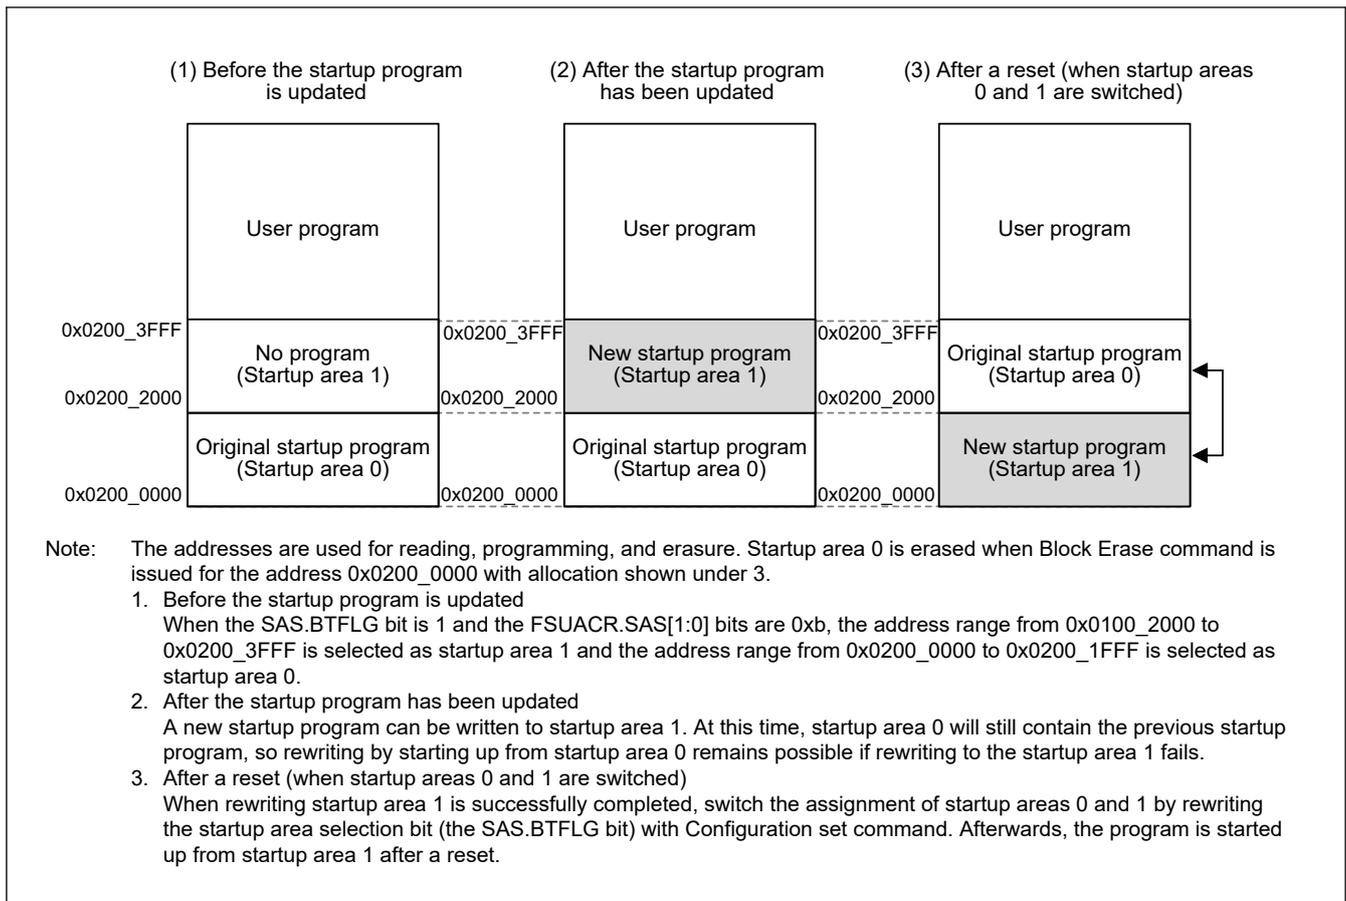 (1) Before the startup program
is updated
(2) After the startup program
has been updated
(3) After a reset (when startup areas
0 and 1 are switched)
User program
User program
User program
0x0200_3FFF
0x0200_3FFF
0x0200_3FFF
No program
(Startup area 1)
New startup program
(Startup area 1)
Original startup program
(Startup area 0)
0x0200_2000
0x0200_2000
0x0200_2000
Original startup program
(Startup area 0)
Original startup program
(Startup area 0)
New startup program
(Startup area 1)
0x0200_0000
0x0200_0000
0x0200_0000
Note: The addresses are used for reading, programming, and erasure. Startup area 0 is erased when Block Erase command is
issued for the address 0x0200_0000 with allocation shown under 3.
1. Before the startup program is updated
When the SAS.BTFLG bit is 1 and the FSUACR.SAS[1:0] bits are 0xb, the address range from 0x0100_2000 to
0x0200_3FFF is selected as startup area 1 and the address range from 0x0200_0000 to 0x0200_1FFF is selected as
startup area 0.
2. After the startup program has been updated
A new startup program can be written to startup area 1. At this time, startup area 0 will still contain the previous startup
program, so rewriting by starting up from startup area 0 remains possible if rewriting to the startup area 1 fails.
3. After a reset (when startup areas 0 and 1 are switched)
When rewriting startup area 1 is successfully completed, switch the assignment of startup areas 0 and 1 by rewriting
the startup area selection bit (the SAS.BTFLG bit) with Configuration set command. Afterwards, the program is started
up from startup area 1 after a reset.